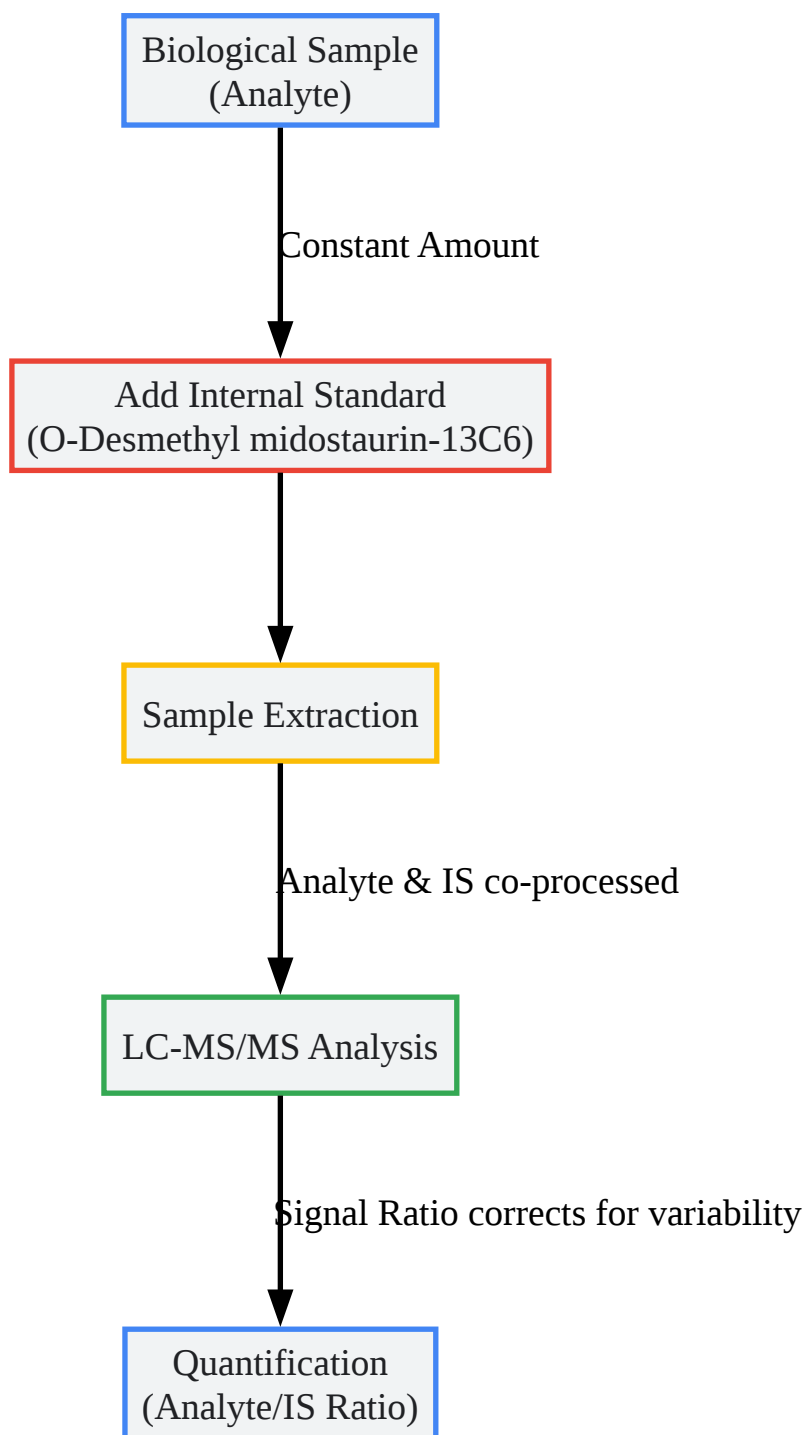 Biological Sample
(Analyte)
Constant Amount
Add Internal Standard
(O-Desmethyl midostaurin-13C6)
Sample Extraction
Analyte & IS co-processed
LC-MS/MS Analysis
Signal Ratio corrects for variability
Quantification
(Analyte/IS Ratio)